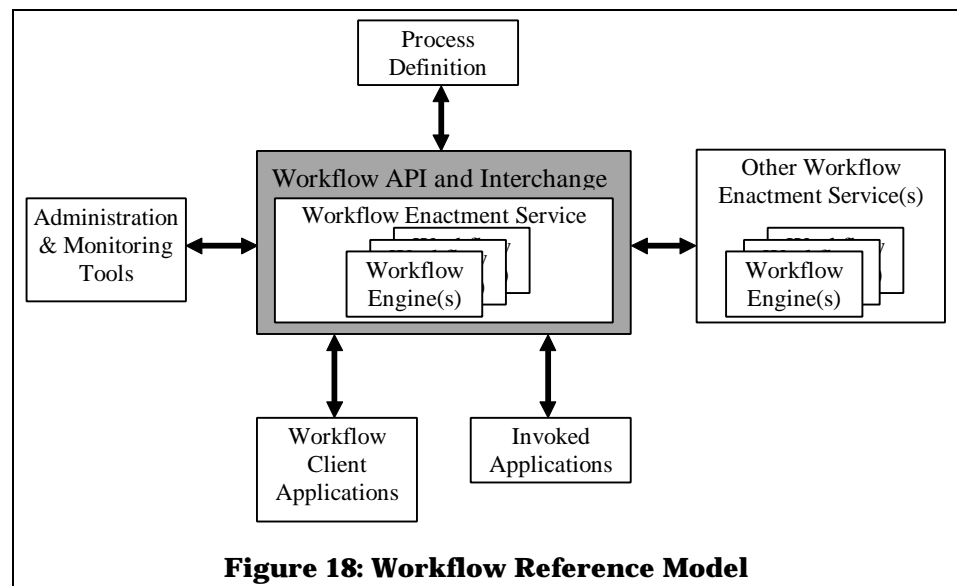 Process
Definition
Workflow API and Interchange
Workflow Enactment Service
Workflow
Engine(s)
Administration
& Monitoring
Tools
Other Workflow
Enactment Service(s)
Workflow
Engine(s)
Workflow
Client
Applications
Invoked
Applications
Figure 18: Workflow Reference Model